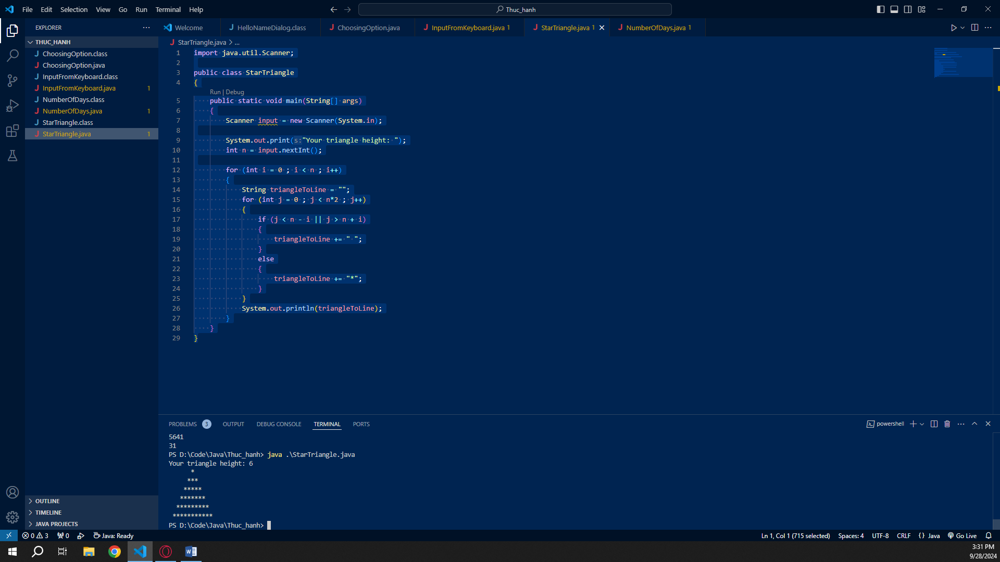 File Edit Selection View Go Run Terminal Help
Thuc_hanh
EXPLORER
THUC_HANH
ChoosingOption.class
ChoosingOption.java
InputFromKeyboard.class
InputFromKeyboard.java 1
NumberOfDays.class
NumberOfDays.java 1
StarTriangle.class
StarTriangle.java 1
OUTLINE
TIMELINE
JAVA PROJECTS
Welcome HelloNameDialog.class ChoosingOption.java InputFromKeyboard.java 1 StarTriangle.java 1 NumberOfDays.java 1
StarTriangle.java > ...
1 import java.util.Scanner;
2
3 public class StarTriangle
4 {
Run | Debug
5 public static void main(String[] args)
6 {
7 Scanner input = new Scanner(System.in);
8
9 System.out.print(s:"Your triangle height: ");
10 int n = input.nextInt();
11
12 for (int i = 0 ; i < n ; i++)
13 {
14 String triangleToLine = "";
15 for (int j = 0 ; j < n*2 ; j++)
16 {
17 if (j < n - i || j > n + i)
18 {
19 triangleToLine += " ";
20 }
21 else
22 {
23 triangleToLine += "*";
24 }
25 }
26 System.out.println(triangleToLine);
27 }
28 }
29 }
PROBLEMS 3 OUTPUT DEBUG CONSOLE TERMINAL PORTS
powershell
5641
31
PS D:\Code\Java\Thuc_hanh> java .\StarTriangle.java
Your triangle height: 6
*
***
*****
*******
*********
***********
PS D:\Code\Java\Thuc_hanh>
0 3 0 Java: Ready
Ln 1, Col 1 (715 selected) Spaces: 4 UTF-8 CRLF {} Java Go Live
3:31 PM
9/28/2024